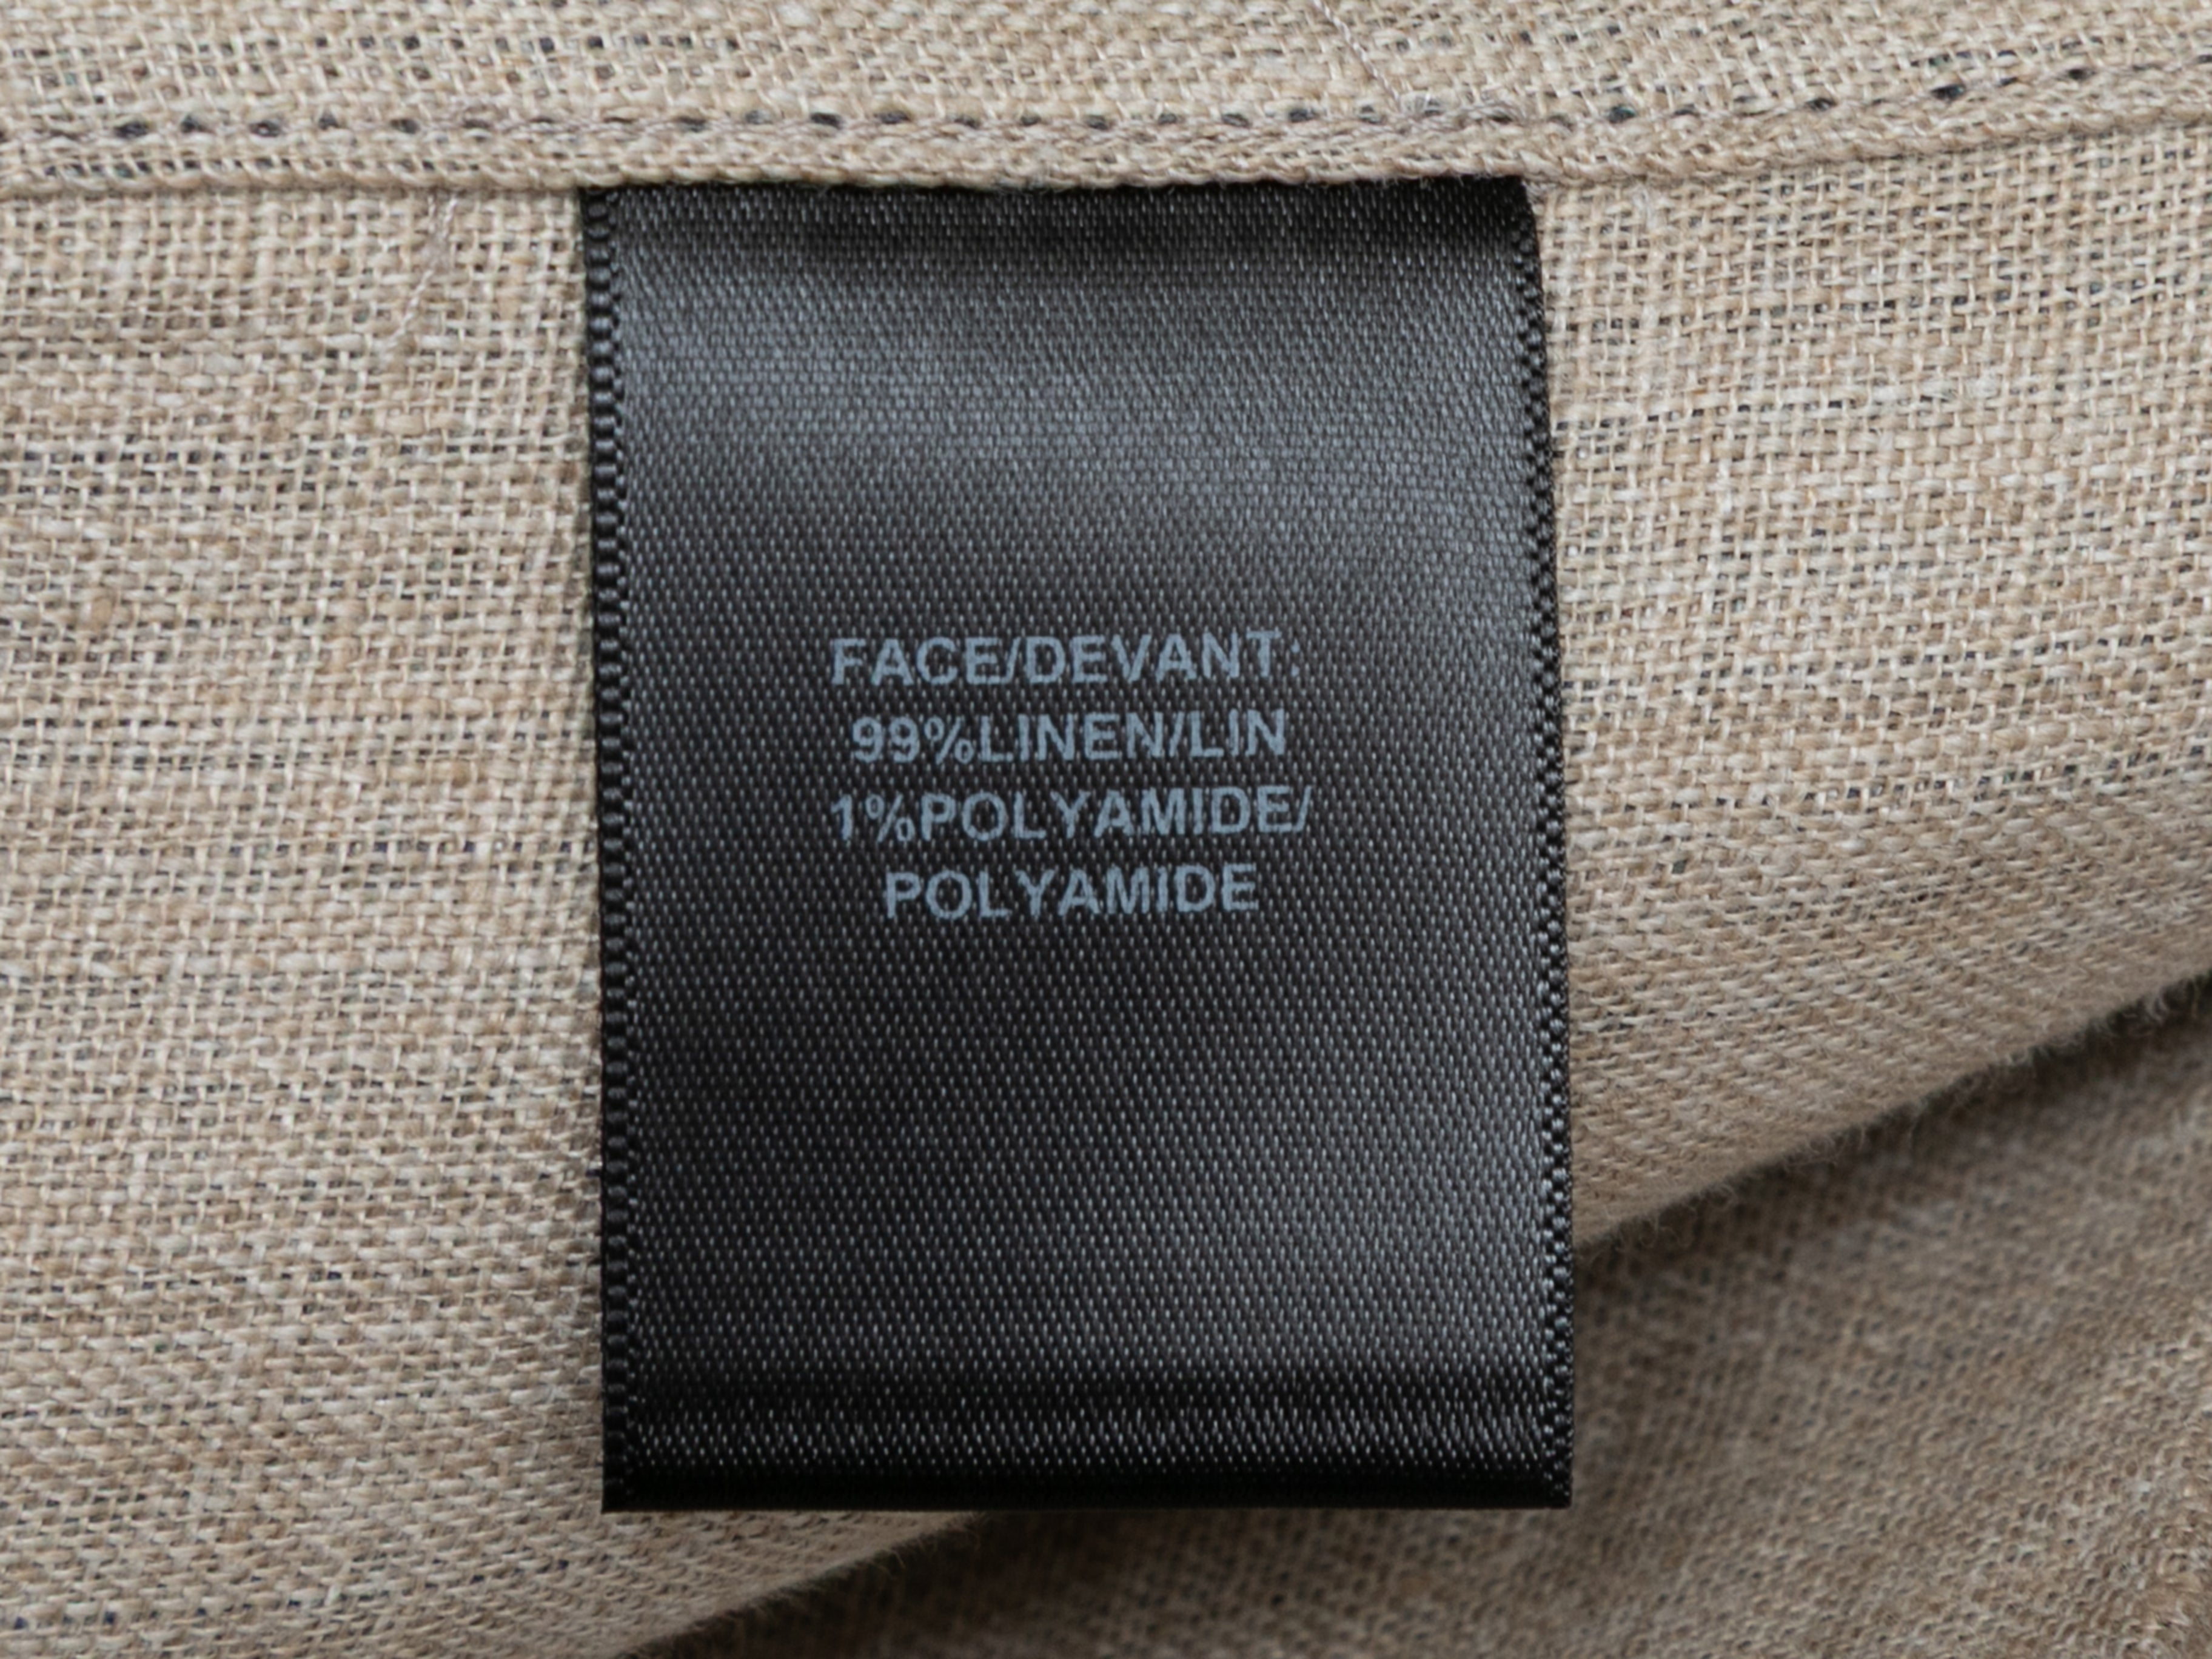 FACE/DEVANT:
99%LINEN/LIN
1%POLYAMIDE/
POLYAMIDE